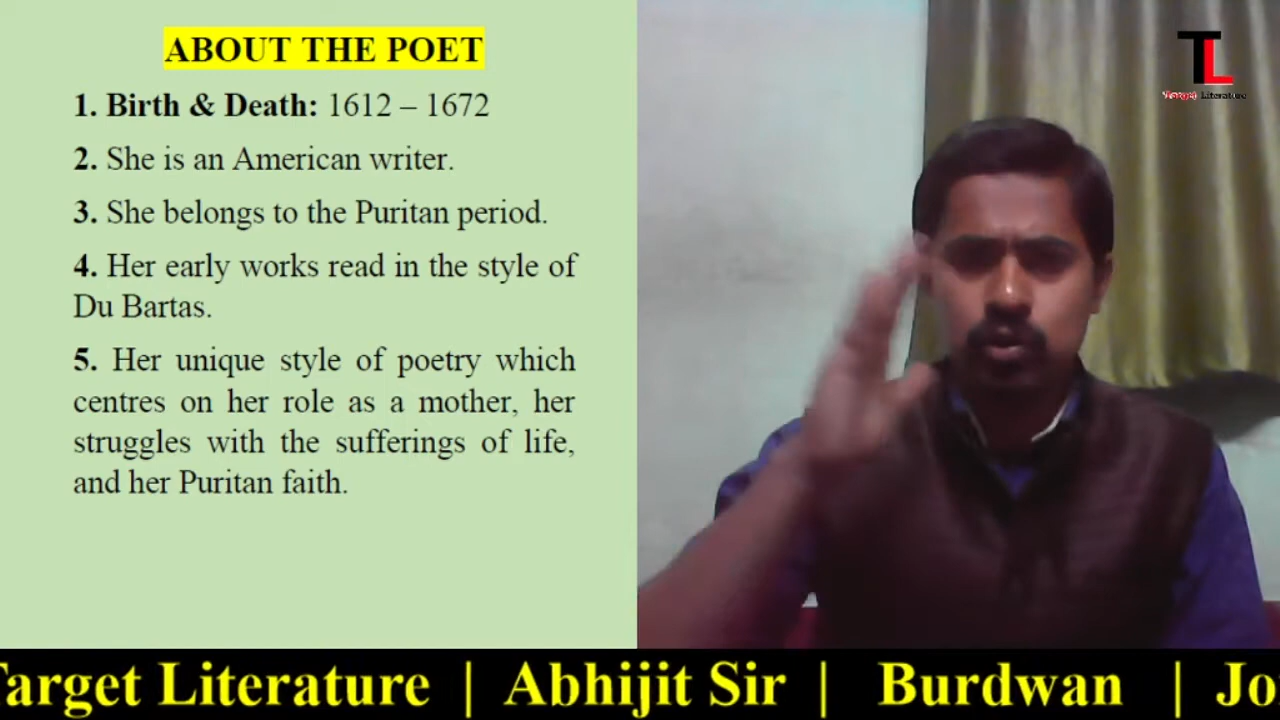 ABOUT THE POET
1. Birth & Death: 1612 – 1672
2. She is an American writer.
3. She belongs to the Puritan period.
4. Her early works read in the style of
Du Bartas.
5. Her unique style of poetry which
centres on her role as a mother, her
struggles with the sufferings of life,
and her Puritan faith.
TL
Target Literature
Target Literature | Abhijit Sir | Burdwan |